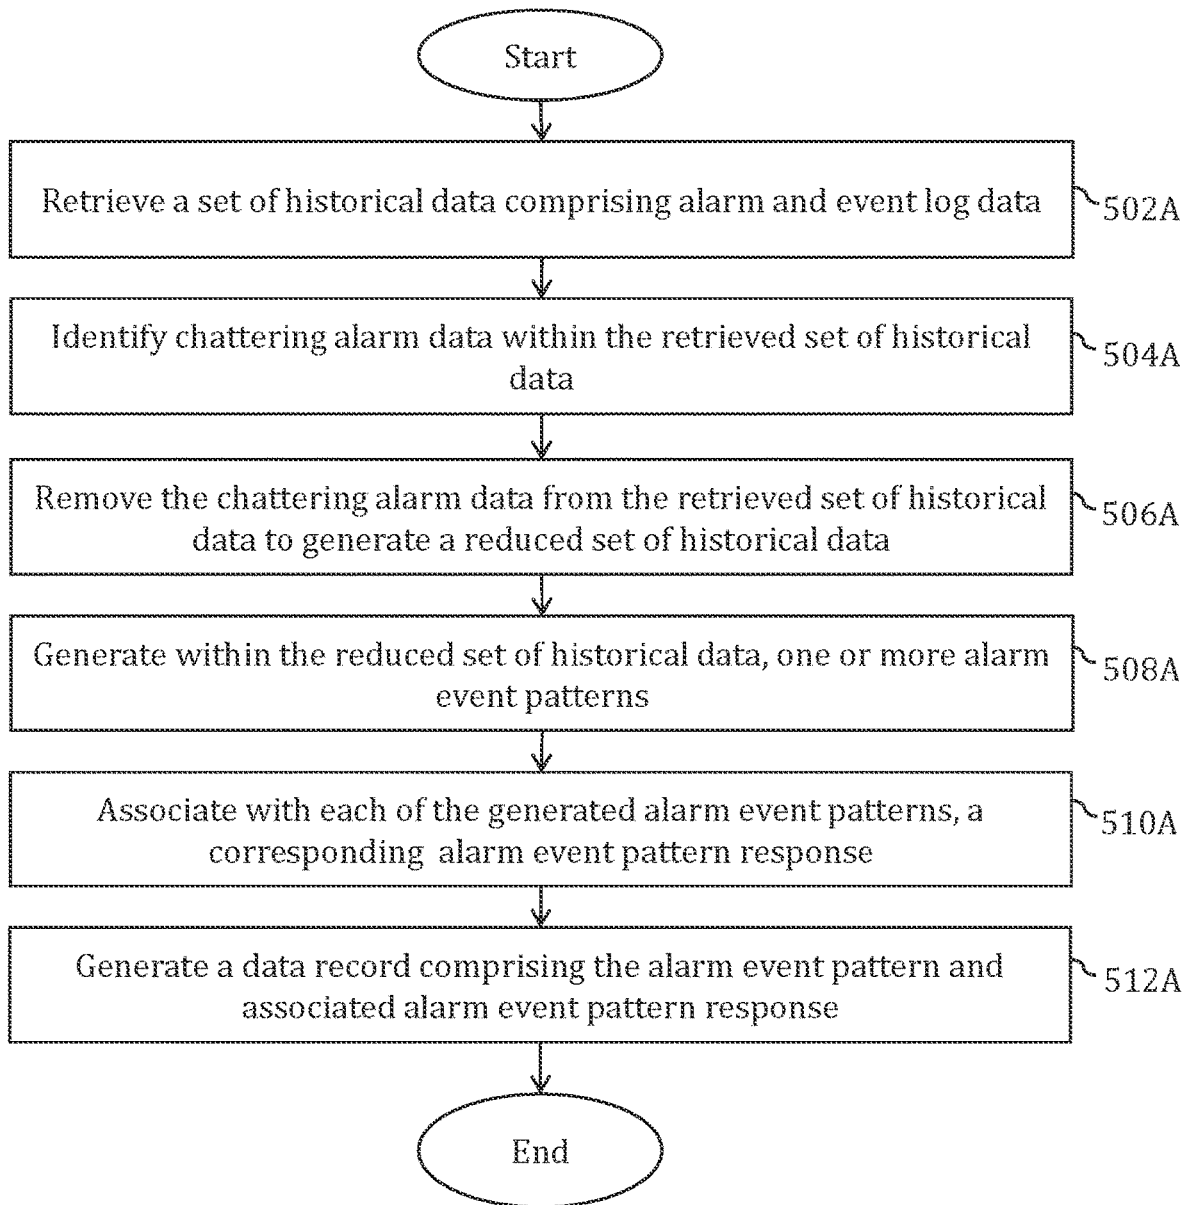 Start
Retrieve a set of historical data comprising alarm and event log data
502A
Identify chattering alarm data within the retrieved set of historical
data
504A
Remove the chattering alarm data from the retrieved set of historical
data to generate a reduced set of historical data
506A
Generate within the reduced set of historical data, one or more alarm
event patterns
508A
Associate with each of the generated alarm event patterns, a
corresponding alarm event pattern response
510A
Generate a data record comprising the alarm event pattern and
associated alarm event pattern response
512A
End